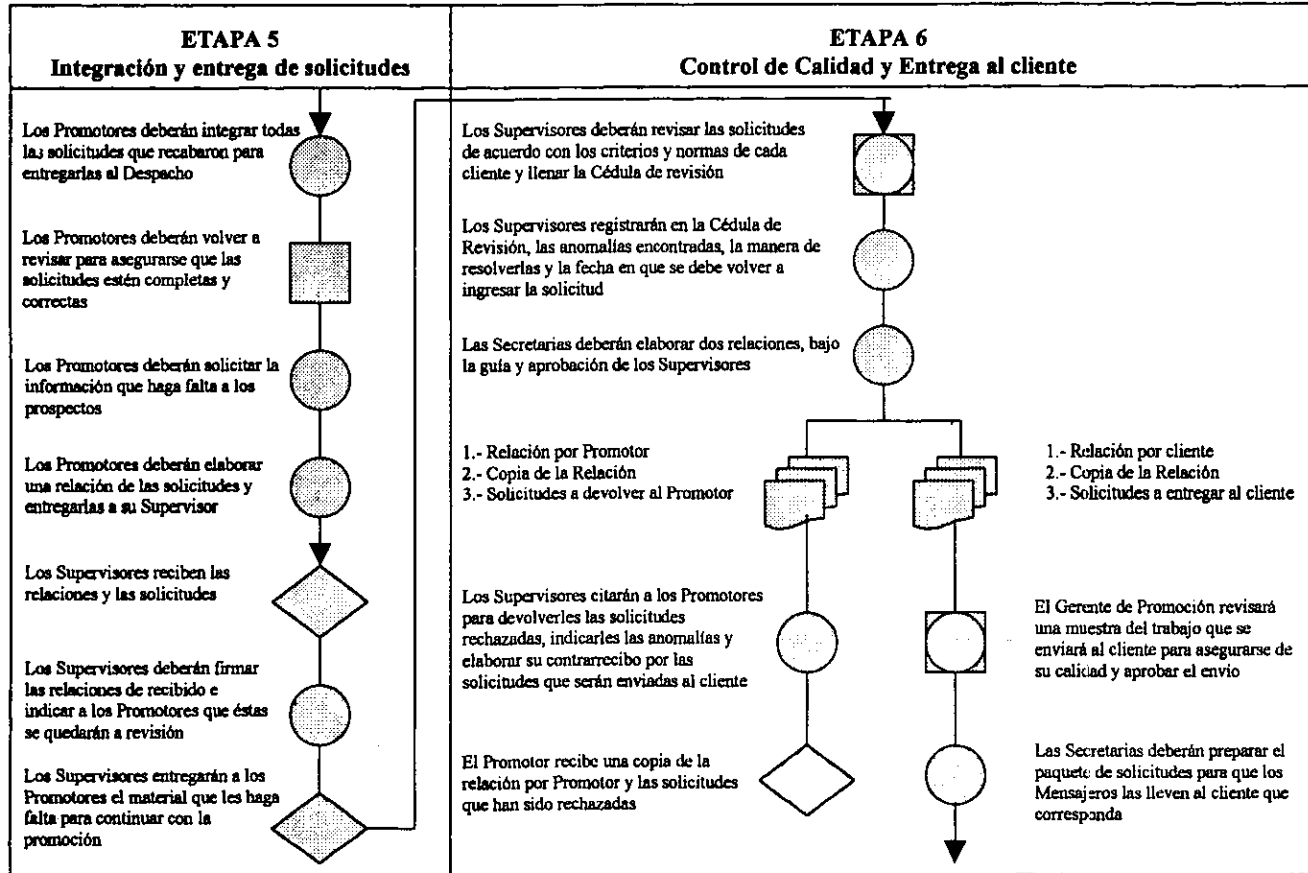 ETAPA 5
Integración y entrega de solicitudes
Los Promotores deberán integrar todas
las solicitudes que recabaron para
entregarlas al Despacho
Los Promotores deberán volver a
revisar para asegurarse que las
solicitudes estén completas y
correctas
Los Promotores deberán solicitar la
información que haga falta a los
prospectos
Los Promotores deberán elaborar
una relación de las solicitudes y
entregarlas a su Supervisor
Los Supervisores reciben las
relaciones y las solicitudes
Los Supervisores deberán firmar
las relaciones de recibido e
indicar a los Promotores que éstas
se quedarán a revisión
Los Supervisores entregarán a los
Promotores el material que les haga
falta para continuar con la
promoción
ETAPA 6
Control de Calidad y Entrega al cliente
Los Supervisores deberán revisar las solicitudes
de acuerdo con los criterios y normas de cada
cliente y llenar la Cédula de revisión
Los Supervisores registrarán en la Cédula de
Revisión, las anomalías encontradas, la manera de
resolverlas y la fecha en que se debe volver a
ingresar la solicitud
Las Secretarias deberán elaborar dos relaciones, bajo
la guía y aprobación de los Supervisores
1.- Relación por Promotor
2.- Copia de la Relación
3.- Solicitudes a devolver al Promotor
1.- Relación por cliente
2.- Copia de la Relación
3.- Solicitudes a entregar al cliente
Los Supervisores citarán a los Promotores
para devolverles las solicitudes
rechazadas, indicarles las anomalías y
elaborar su contrarrecibo por las
solicitudes que serán enviadas al cliente
El Gerente de Promoción revisará
una muestra del trabajo que se
enviará al cliente para asegurarse de
su calidad y aprobar el envío
El Promotor recibe una copia de la
relación por Promotor y las solicitudes
que han sido rechazadas
Las Secretarias deberán preparar el
paquete de solicitudes para que los
Mensajeros las lleven al cliente que
corresponda